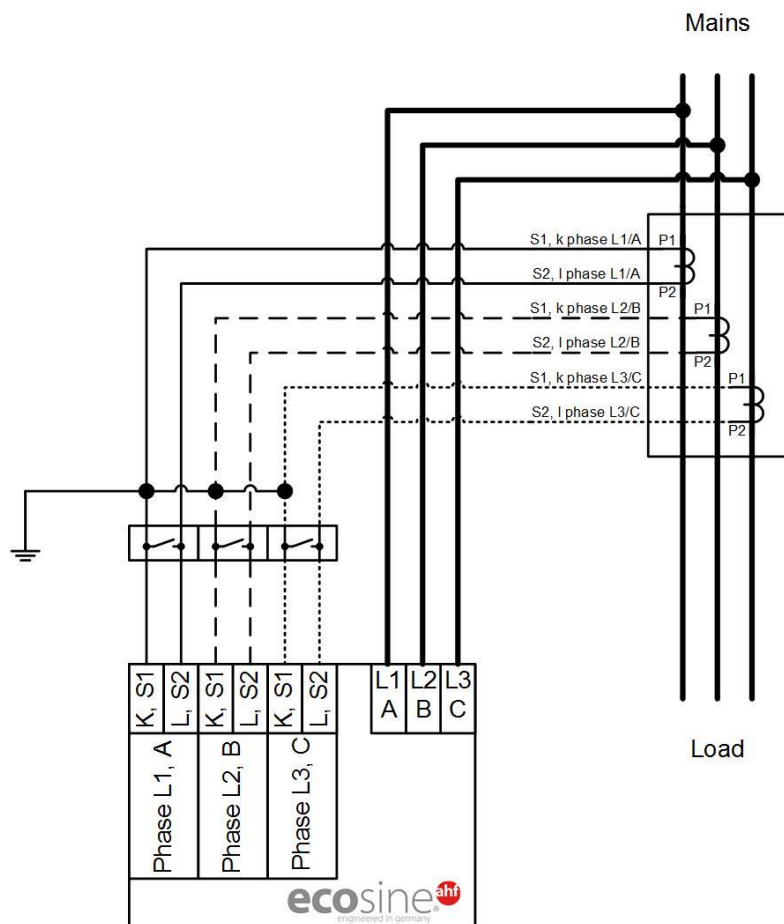 Mains
S1, k phase L1/A
P1
S2, l phase L1/A
P2
S1, k phase L2/B
P1
S2, l phase L2/B
P2
S1, k phase L3/C
P1
S2, l phase L3/C
P2
K, S1
L, S2
K, S1
L, S2
K, S1
L, S2
L1
A
L2
B
L3
C
Phase L1, A
Phase L2, B
Phase L3, C
Load
ecosine ahf
engineered in germany